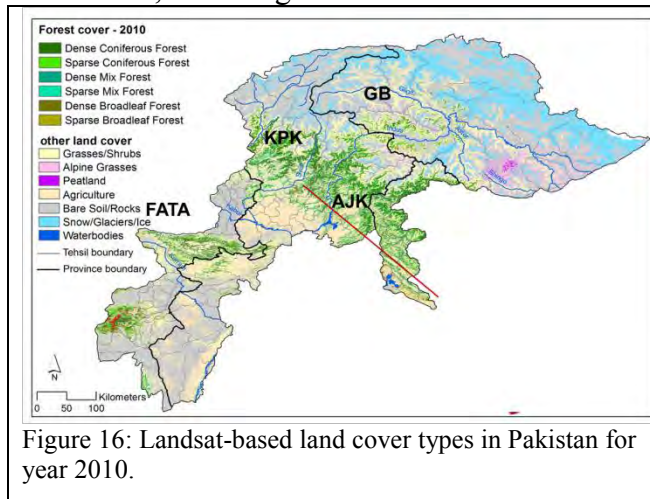 Forest cover - 2010
Dense Coniferous Forest
Sparse Coniferous Forest
Dense Mix Forest
Sparse Mix Forest
Dense Broadleaf Forest
Sparse Broadleaf Forest
other land cover
Grasses/Shrubs
Alpine Grasses
Peatland
Agriculture
Bare Soil/Rocks
Snow/Glaciers/Ice
Waterbodies
Tehsil boundary
Province boundary
GB
KPK
AJK
FATA
N
Kilometers
0 50 100
Figure 16: Landsat-based land cover types in Pakistan for
year 2010.